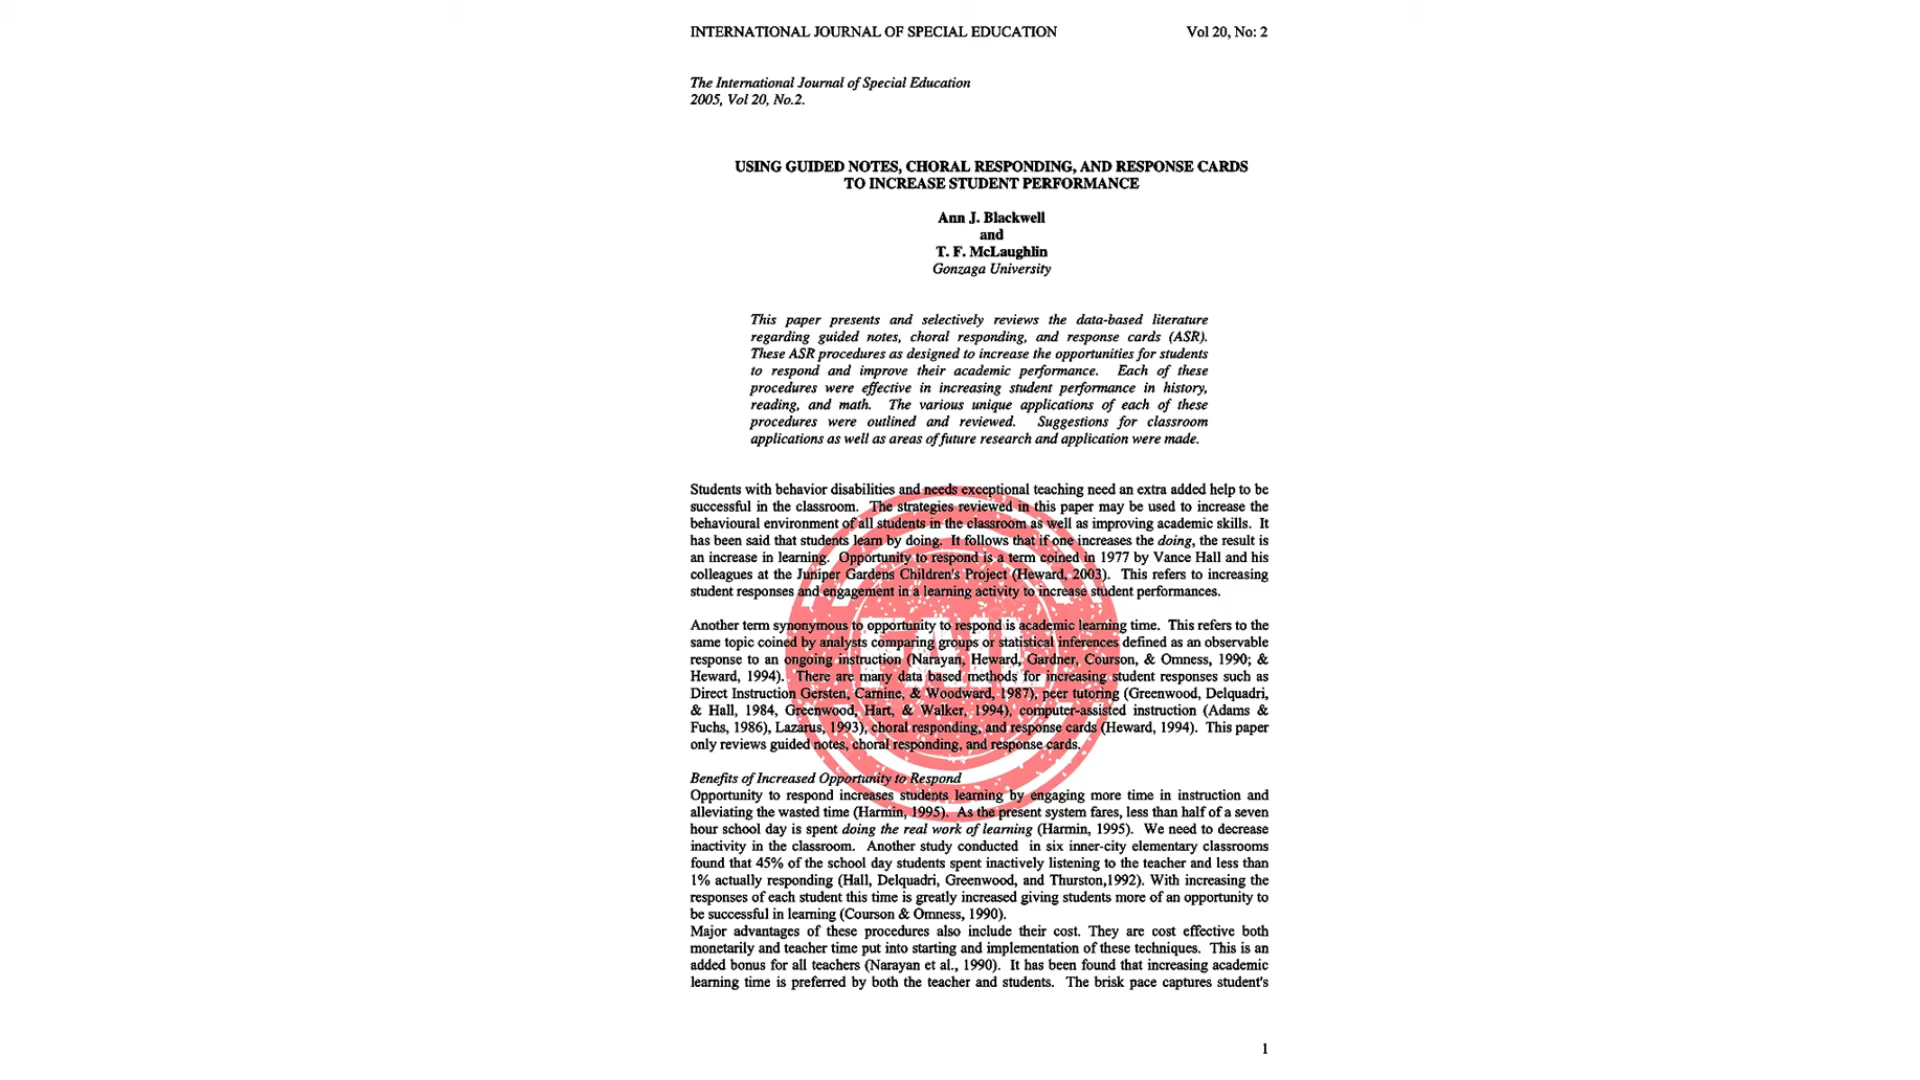 INTERNATIONAL JOURNAL OF SPECIAL EDUCATION Vol 20, No: 2
The International Journal of Special Education
2005, Vol 20, No.2.
USING GUIDED NOTES, CHORAL RESPONDING, AND RESPONSE CARDS
TO INCREASE STUDENT PERFORMANCE
Ann J. Blackwell
and
T. F. McLaughlin
Gonzaga University
This paper presents and selectively reviews the data-based literature
regarding guided notes, choral responding, and response cards (ASR).
These ASR procedures as designed to increase the opportunities for students
to respond and improve their academic performance. Each of these
procedures were effective in increasing student performance in history,
reading, and math. The various unique applications of each of these
procedures were outlined and reviewed. Suggestions for classroom
applications as well as areas of future research and application were made.
Students with behavior disabilities and needs exceptional teaching need an extra added help to be
successful in the classroom. The strategies reviewed in this paper may be used to increase the
behavioural environment of all students in the classroom as well as improving academic skills. It
has been said that students learn by doing. It follows that if one increases the doing, the result is
an increase in learning. Opportunity to respond is a term coined in 1977 by Vance Hall and his
colleagues at the Juniper Gardens Children's Project (Heward, 2003). This refers to increasing
student responses and engagement in a learning activity to increase student performances.
Another term synonymous to opportunity to respond is academic learning time. This refers to the
same topic coined by analysts comparing groups or statistical inferences defined as an observable
response to an ongoing instruction (Narayan, Heward, Gardner, Courson, & Omness, 1990; &
Heward, 1994). There are many data based methods for increasing student responses such as
Direct Instruction Gersten, Carnine, & Woodward, 1987), peer tutoring (Greenwood, Delquadri,
& Hall, 1984, Greenwood, Hart, & Walker, 1994), computer-assisted instruction (Adams &
Fuchs, 1986), Lazarus, 1993), choral responding, and response cards (Heward, 1994). This paper
only reviews guided notes, choral responding, and response cards.
FAIL
Benefits of Increased Opportunity to Respond
Opportunity to respond increases students learning by engaging more time in instruction and
alleviating the wasted time (Harmin, 1995). As the present system fares, less than half of a seven
hour school day is spent doing the real work of learning (Harmin, 1995). We need to decrease
inactivity in the classroom. Another study conducted in six inner-city elementary classrooms
found that 45% of the school day students spent inactively listening to the teacher and less than
1% actually responding (Hall, Delquadri, Greenwood, and Thurston,1992). With increasing the
responses of each student this time is greatly increased giving students more of an opportunity to
be successful in learning (Courson & Omness, 1990).
Major advantages of these procedures also include their cost. They are cost effective both
monetarily and teacher time put into starting and implementation of these techniques. This is an
added bonus for all teachers (Narayan et al., 1990). It has been found that increasing academic
learning time is preferred by both the teacher and students. The brisk pace captures student's
1